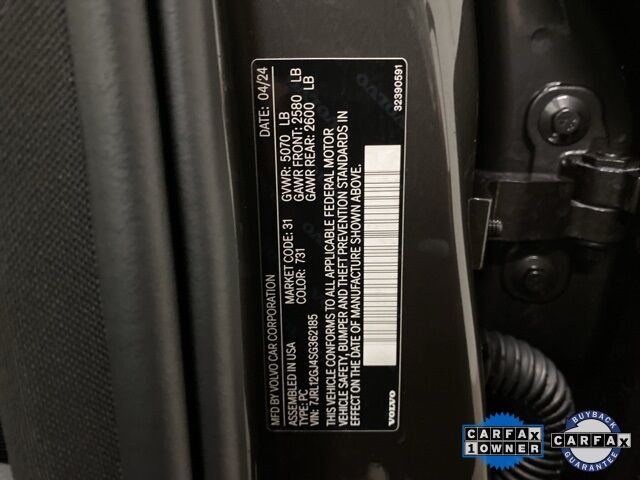 MFD BY VOLVO CAR CORPORATION
DATE: 04/24
ASSEMBLED IN USA
MARKET CODE: 31
GVWR: 5070 LB
TYPE: PC
COLOR: 731
GAWR FRONT: 2580 LB
VIN: 7JRL12GJ4SG362185
GAWR REAR: 2600 LB
THIS VEHICLE CONFORMS TO ALL APPLICABLE FEDERAL MOTOR
VEHICLE SAFETY, BUMPER AND THEFT PREVENTION STANDARDS IN
EFFECT ON THE DATE OF MANUFACTURE SHOWN ABOVE.
VOLVO
32390591
CARFAX
1 OWNER
BUYBACK
CARFAX
GUARANTEE